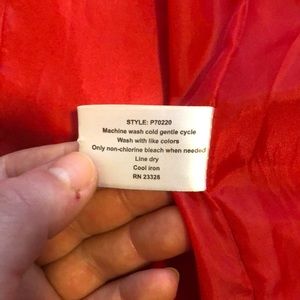 STYLE: P70220
Machine wash cold gentle cycle
Wash with like colors
Only non-chlorine bleach when needed
Line dry
Cool iron
RN 23328